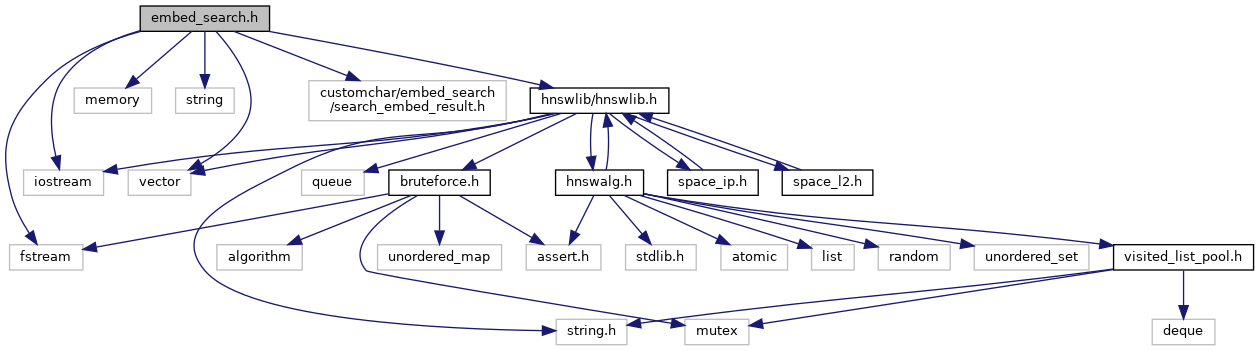 embed_search.h
memory
string
customchar/embed_search
/search_embed_result.h
hnswlib/hnswlib.h
iostream
vector
queue
bruteforce.h
hnswalg.h
space_ip.h
space_l2.h
fstream
algorithm
unordered_map
assert.h
stdlib.h
atomic
list
random
unordered_set
visited_list_pool.h
string.h
mutex
deque